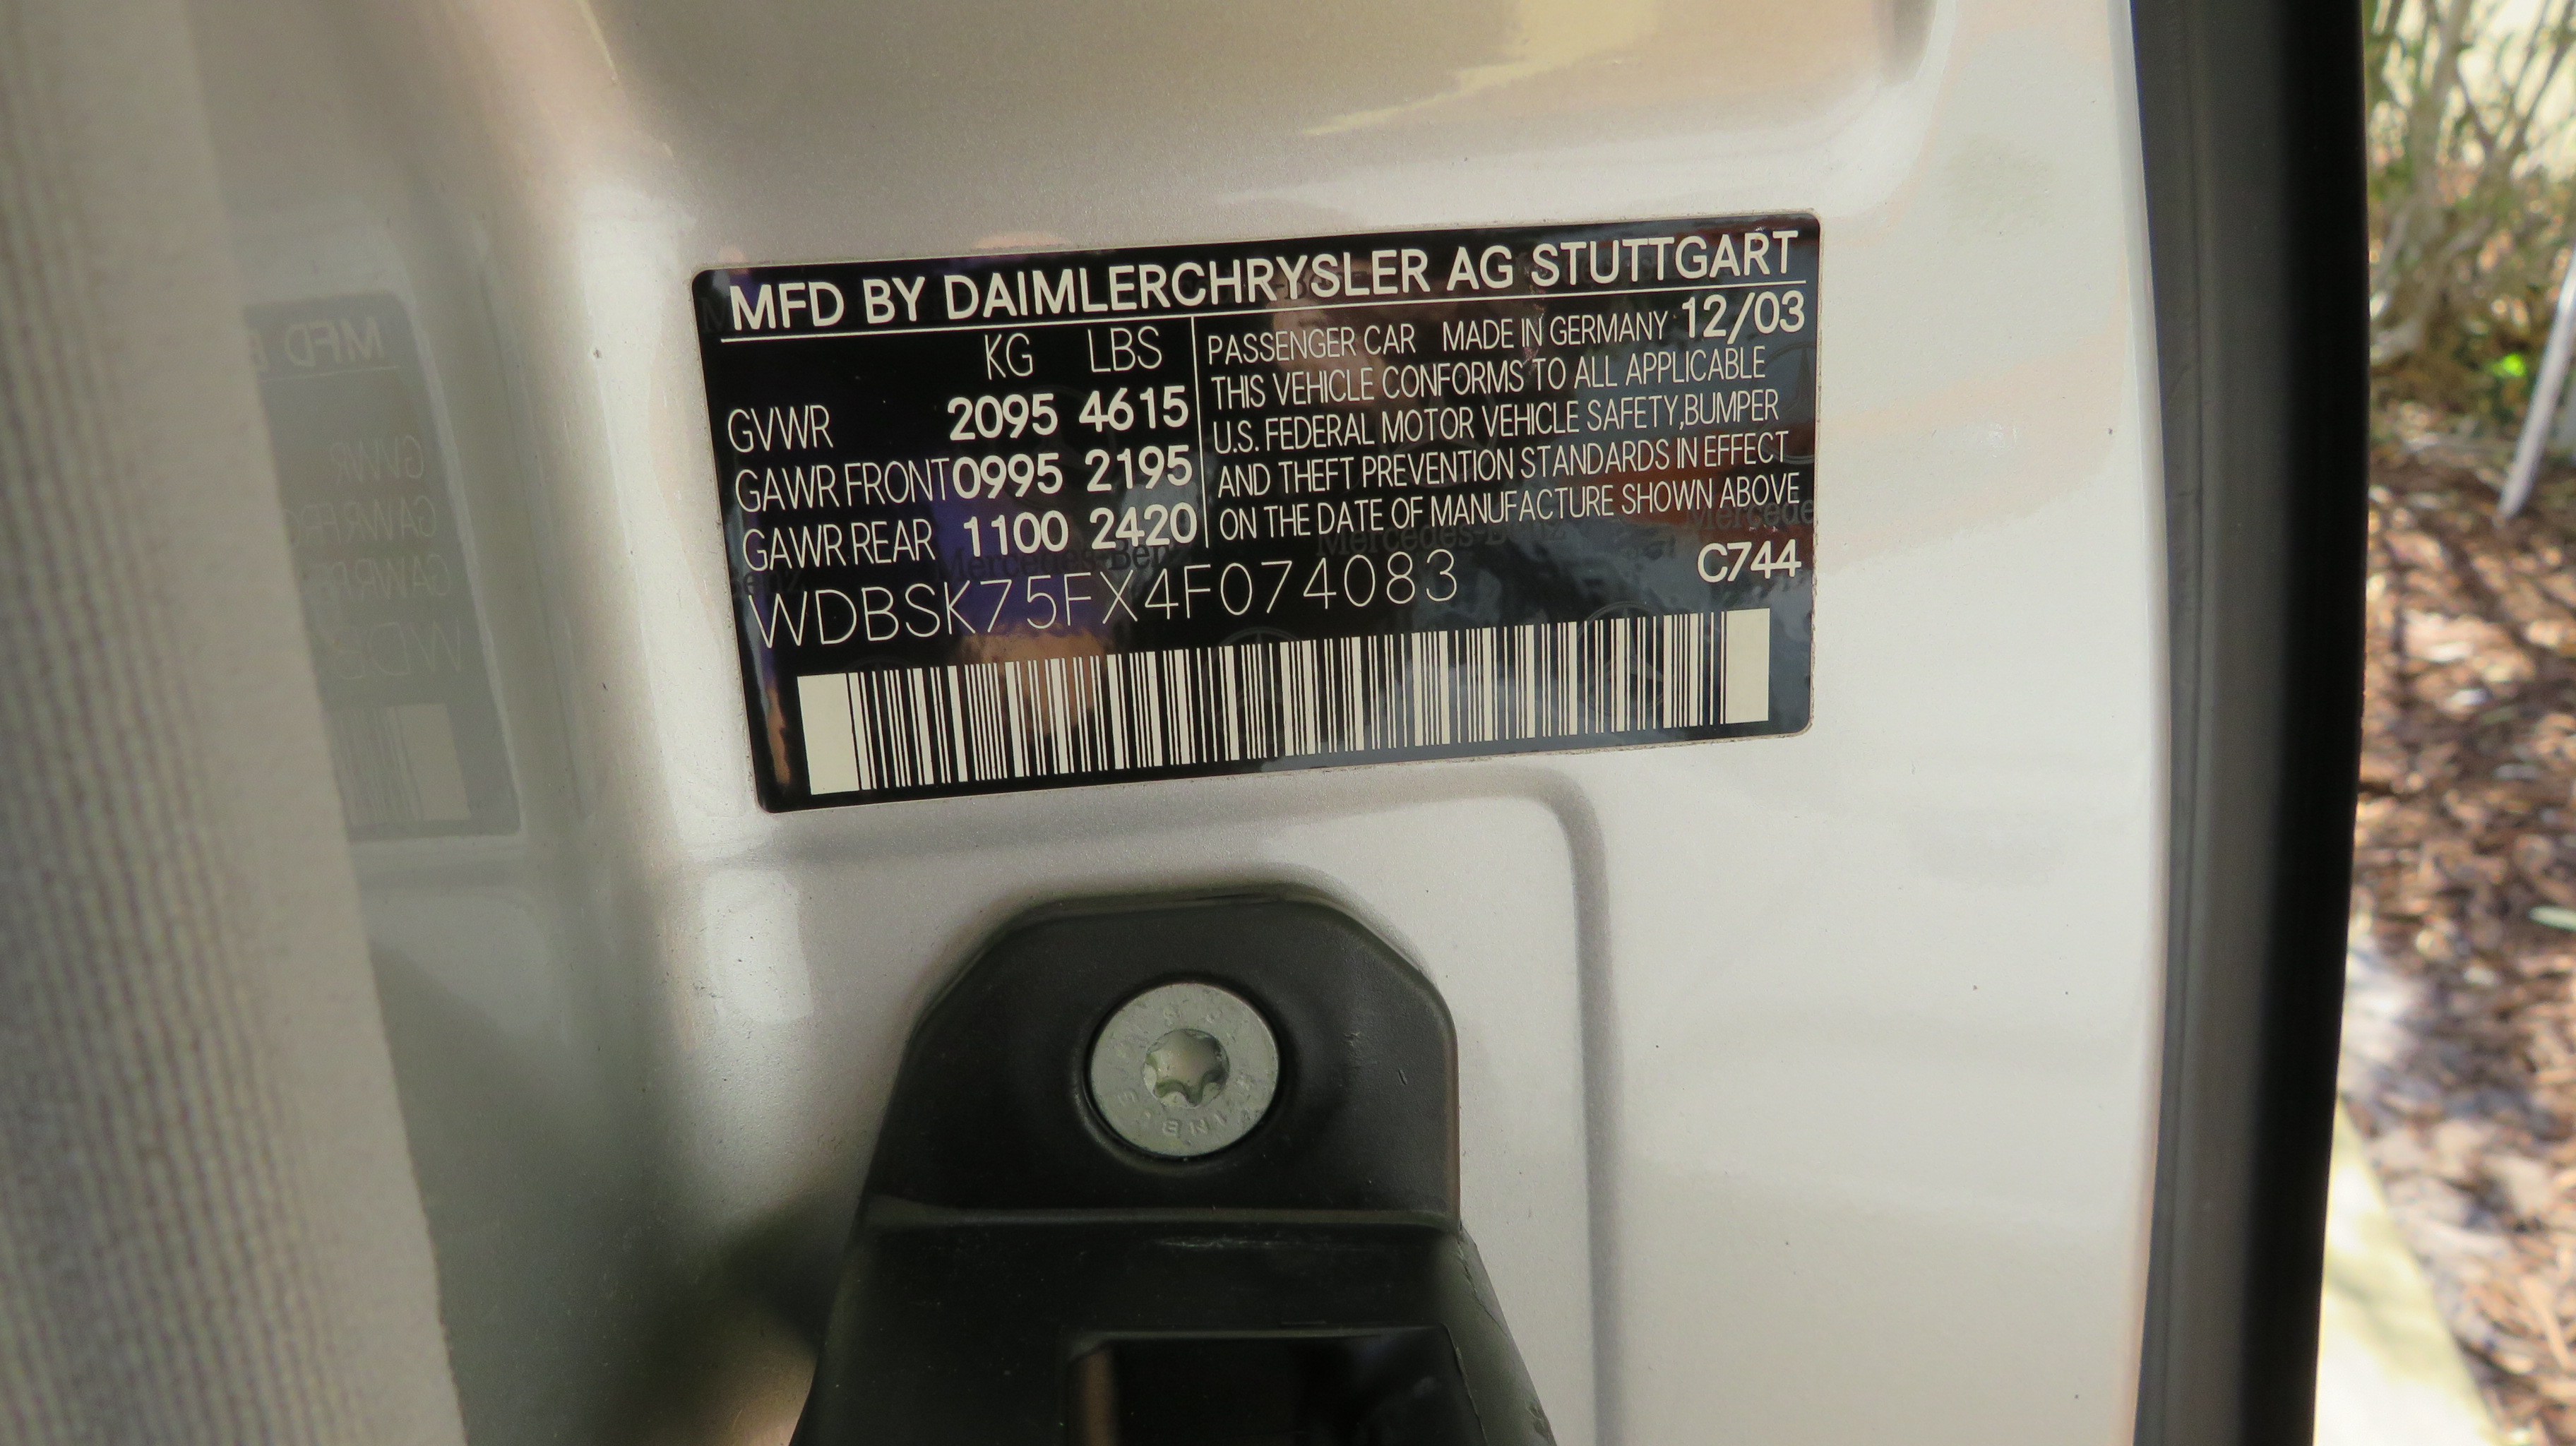 MFD BY DAIMLERCHRYSLER AG STUTTGART
KG LBS
GVWR 2095 4615
GAWR FRONT 0995 2195
GAWR REAR 1100 2420
PASSENGER CAR MADE IN GERMANY 12/03
THIS VEHICLE CONFORMS TO ALL APPLICABLE
U.S. FEDERAL MOTOR VEHICLE SAFETY,BUMPER
AND THEFT PREVENTION STANDARDS IN EFFECT
ON THE DATE OF MANUFACTURE SHOWN ABOVE
C744
WDBSK75FX4F074083